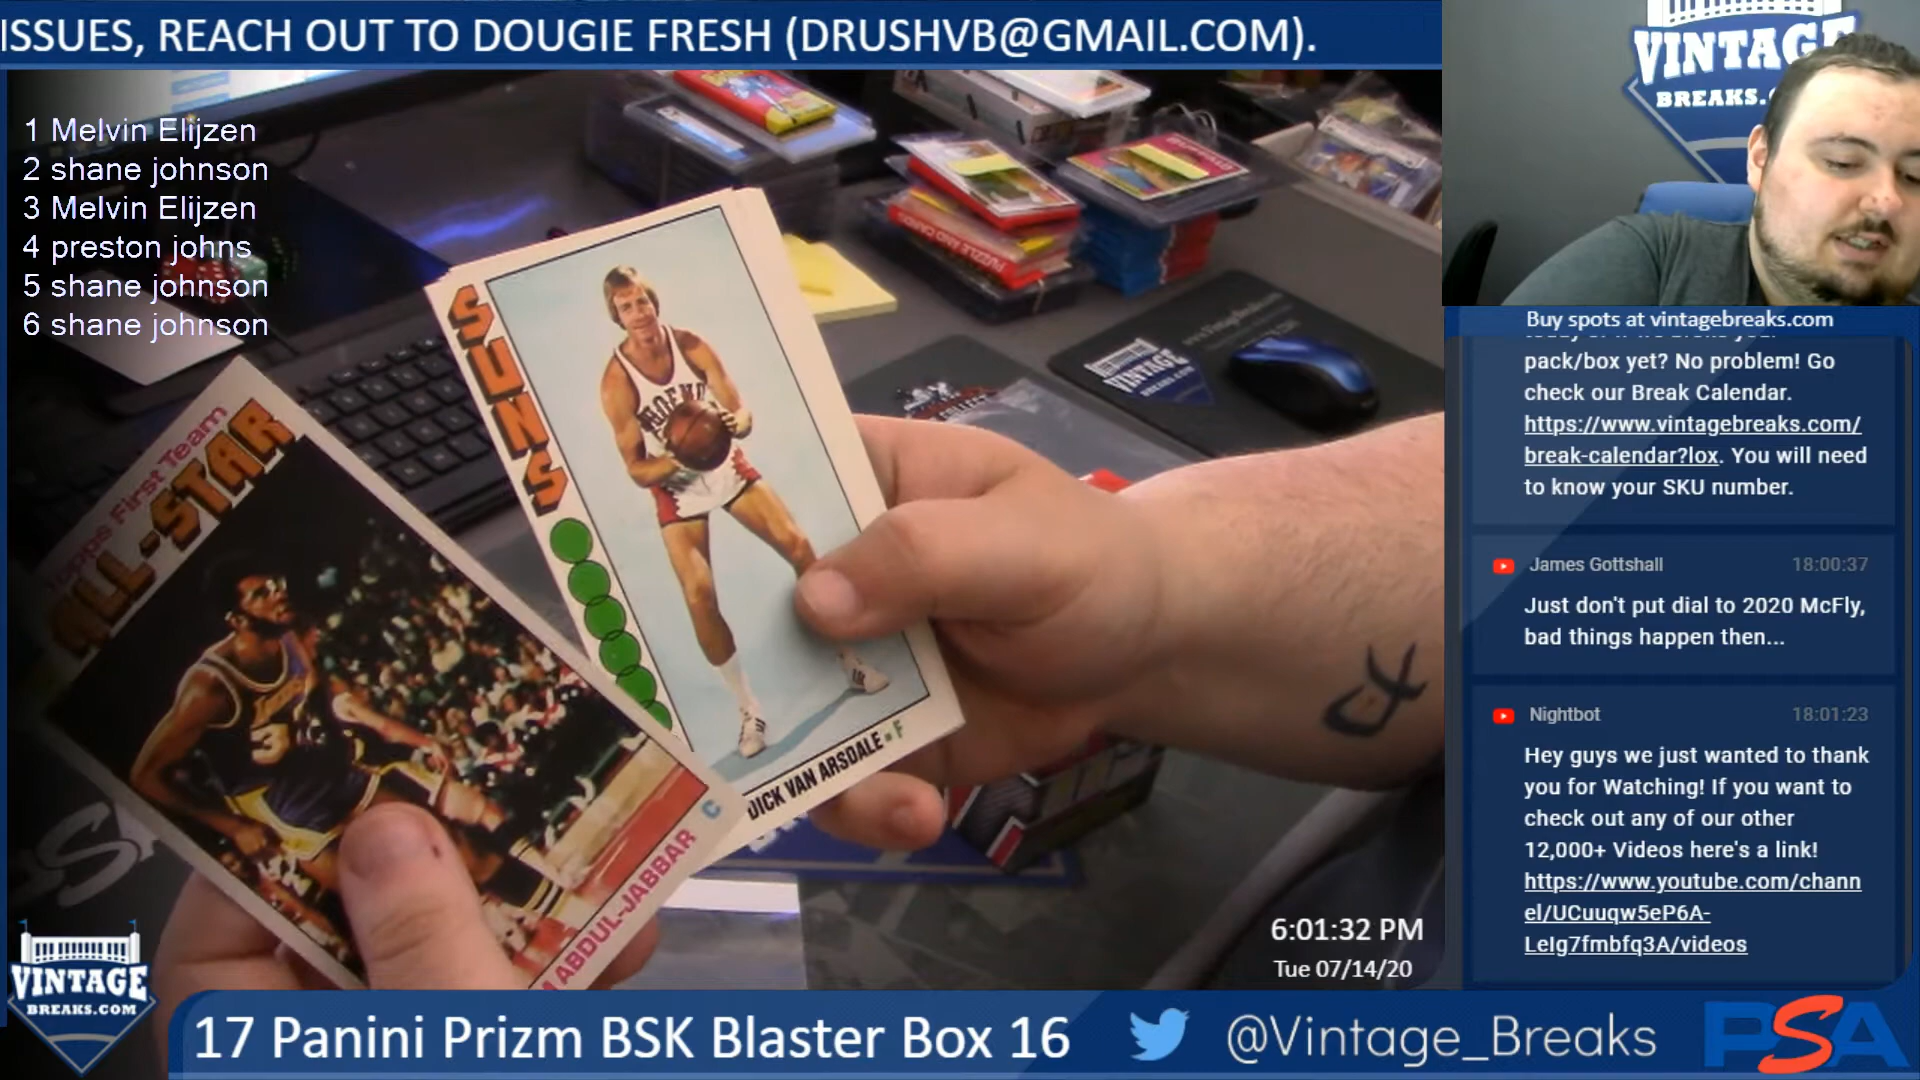 ISSUES, REACH OUT TO DOUGIE FRESH (DRUSHVB@GMAIL.COM).
1 Melvin Elijzen
2 shane johnson
3 Melvin Elijzen
4 preston johns
5 shane johnson
6 shane johnson
SUNS
DICK VAN ARSDALE • F
Topps First Team
ALL-STAR
ABDUL-JABBAR C
PUZZLE AND CARDS
VINTAGE
BREAKS.COM
6:01:32 PM
Tue 07/14/20
VINTAGE
BREAKS.
Buy spots at vintagebreaks.com
pack/box yet? No problem! Go
check our Break Calendar.
https://www.vintagebreaks.com/
break-calendar?lox. You will need
to know your SKU number.
James Gottshall 18:00:37
Just don't put dial to 2020 McFly,
bad things happen then...
Nightbot 18:01:23
Hey guys we just wanted to thank
you for Watching! If you want to
check out any of our other
12,000+ Videos here's a link!
https://www.youtube.com/chann
el/UCuuqw5eP6A-
LeIg7fmbfq3A/videos
VINTAGE
BREAKS.COM
17 Panini Prizm BSK Blaster Box 16
@Vintage_Breaks
PSA